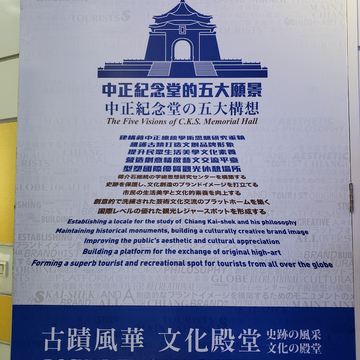 中正紀念堂的五大願景
中正紀念堂の五大構想
The Five Visions of C.K.S. Memorial Hall
建構蔣中正總統學術思想研究重鎮
維護古蹟打造文創品牌形象
提升民眾生活美學文化素養
營造創意精緻藝文交流平臺
形塑國際優質觀光休憩場所
蒋介石総統の学術思想研究センターを構築する
史跡を保護し、文化創造のブランドイメージを打立てる
市民の生活美学と文化的素養を向上する
創意的で洗練された芸術文化交流のプラットホームを築く
国際レベルの優れた観光レジャースポットを形成する
Establishing a locale for the study of Chiang Kai-shek and his philosophy
Maintaining historical monuments, building a culturally creative brand image
Improving the public's aesthetic and cultural appreciation
Building a platform for the exchange of original high-art
Forming a superb tourist and recreational spot for tourists from all over the globe
古蹟風華 文化殿堂 史跡の風采
文化の殿堂